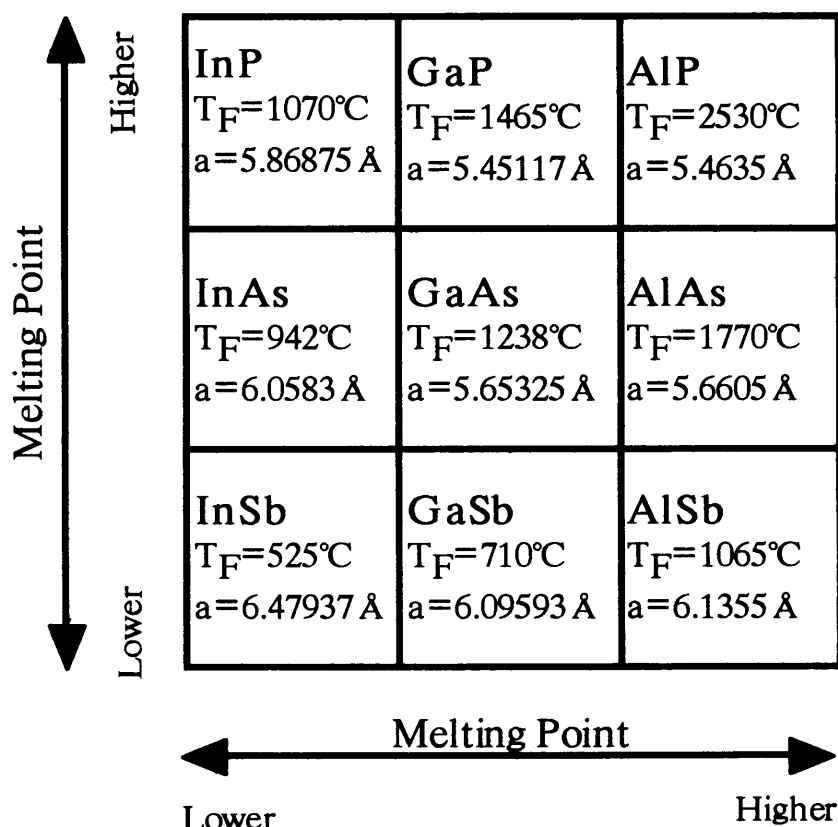 Higher
Melting Point
Lower
InP
T_F=1070℃
a=5.86875 Å
GaP
T_F=1465℃
a=5.45117 Å
AlP
T_F=2530℃
a=5.4635 Å
InAs
T_F=942℃
a=6.0583 Å
GaAs
T_F=1238℃
a=5.65325 Å
AlAs
T_F=1770℃
a=5.6605 Å
InSb
T_F=525℃
a=6.47937 Å
GaSb
T_F=710℃
a=6.09593 Å
AlSb
T_F=1065℃
a=6.1355 Å
Melting Point
Lower
Higher